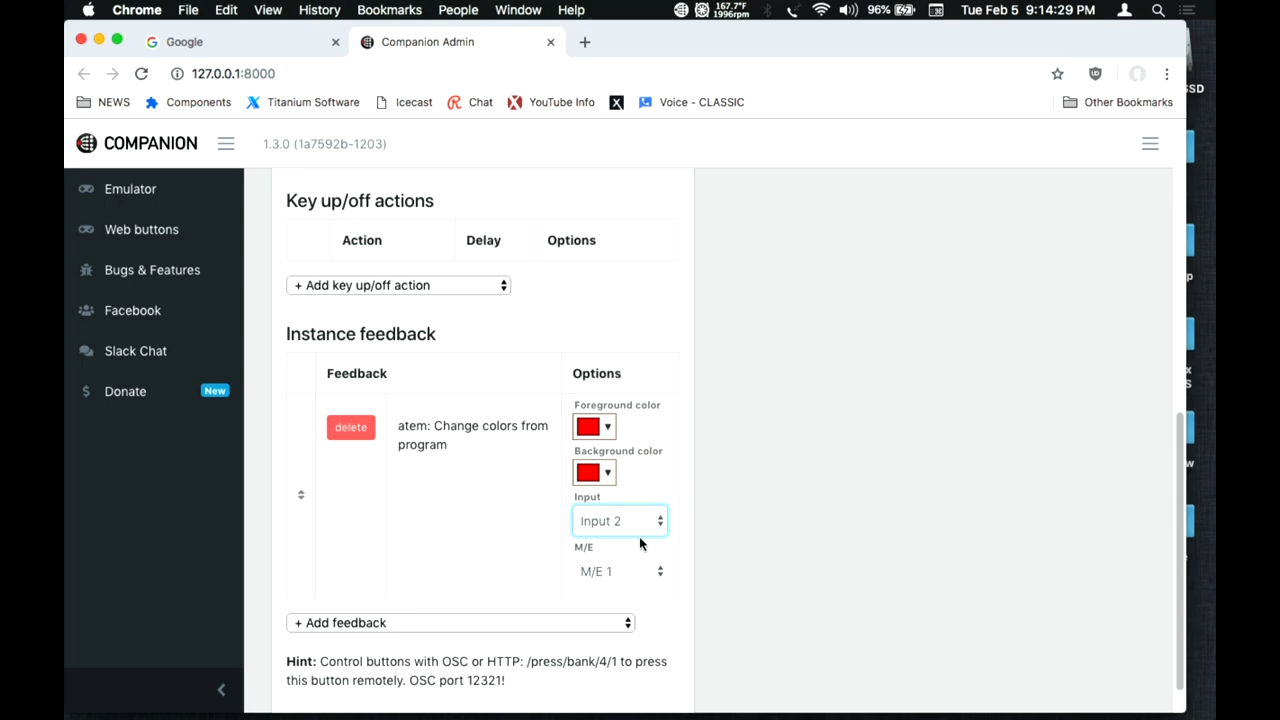 Chrome File Edit View History Bookmarks People Window Help 167.7°F 1996rpm 96% Tue Feb 5 9:14:29 PM
Google Companion Admin
127.0.0.1:8000
NEWS Components Titanium Software Icecast Chat YouTube Info Voice - CLASSIC Other Bookmarks
COMPANION 1.3.0 (1a7592b-1203)
Emulator
Web buttons
Bugs & Features
Facebook
Slack Chat
Donate New
Key up/off actions
Action Delay Options
+ Add key up/off action
Instance feedback
Feedback Options
delete
atem: Change colors from
program
Foreground color
Background color
Input
Input 2
M/E
M/E 1
+ Add feedback
Hint: Control buttons with OSC or HTTP: /press/bank/4/1 to press
this button remotely. OSC port 12321!